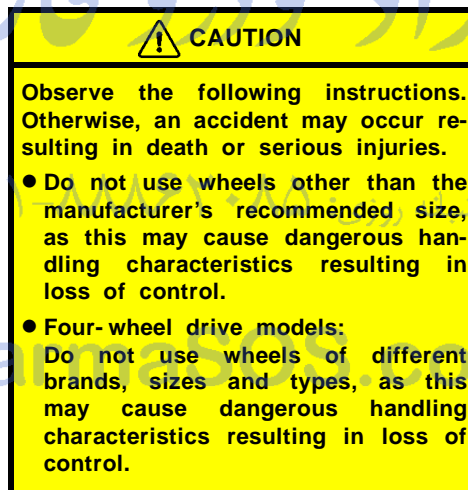 CAUTION
Observe the following instructions.
Otherwise, an accident may occur re-
sulting in death or serious injuries.
● Do not use wheels other than the
manufacturer's recommended size,
as this may cause dangerous han-
dling characteristics resulting in
loss of control.
● Four- wheel drive models:
Do not use wheels of different
brands, sizes and types, as this
may cause dangerous handling
characteristics resulting in loss of
control.